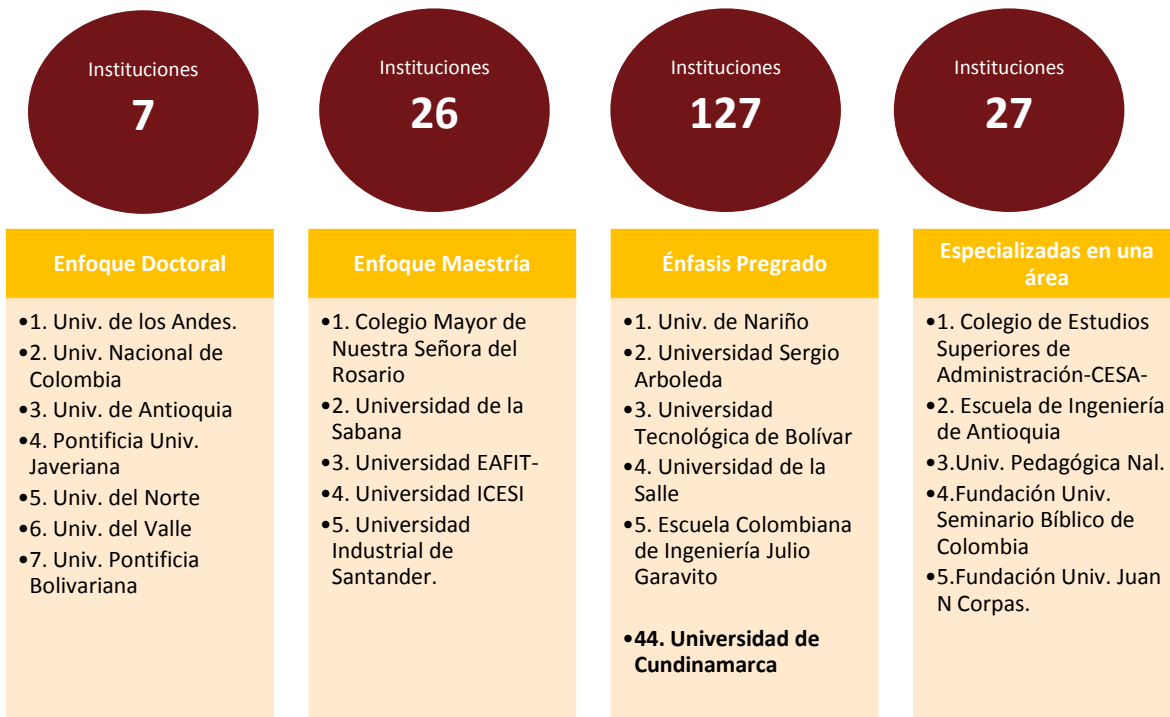 Instituciones
7
Instituciones
26
Instituciones
127
Instituciones
27
Enfoque Doctoral
•1. Univ. de los Andes.
•2. Univ. Nacional de
Colombia
•3. Univ. de Antioquia
•4. Pontificia Univ.
Javeriana
•5. Univ. del Norte
•6. Univ. del Valle
•7. Univ. Pontificia
Bolivariana
Enfoque Maestría
•1. Colegio Mayor de
Nuestra Señora del
Rosario
•2. Universidad de la
Sabana
•3. Universidad EAFIT-
•4. Universidad ICESI
•5. Universidad
Industrial de
Santander.
Énfasis Pregrado
•1. Univ. de Nariño
•2. Universidad Sergio
Arboleda
•3. Universidad
Tecnológica de Bolívar
•4. Universidad de la
Salle
•5. Escuela Colombiana
de Ingeniería Julio
Garavito
•44. Universidad de
Cundinamarca
Especializadas en una
área
•1. Colegio de Estudios
Superiores de
Administración-CESA-
•2. Escuela de Ingeniería
de Antioquia
•3.Univ. Pedagógica Nal.
•4.Fundación Univ.
Seminario Bíblico de
Colombia
•5.Fundación Univ. Juan
N Corpas.